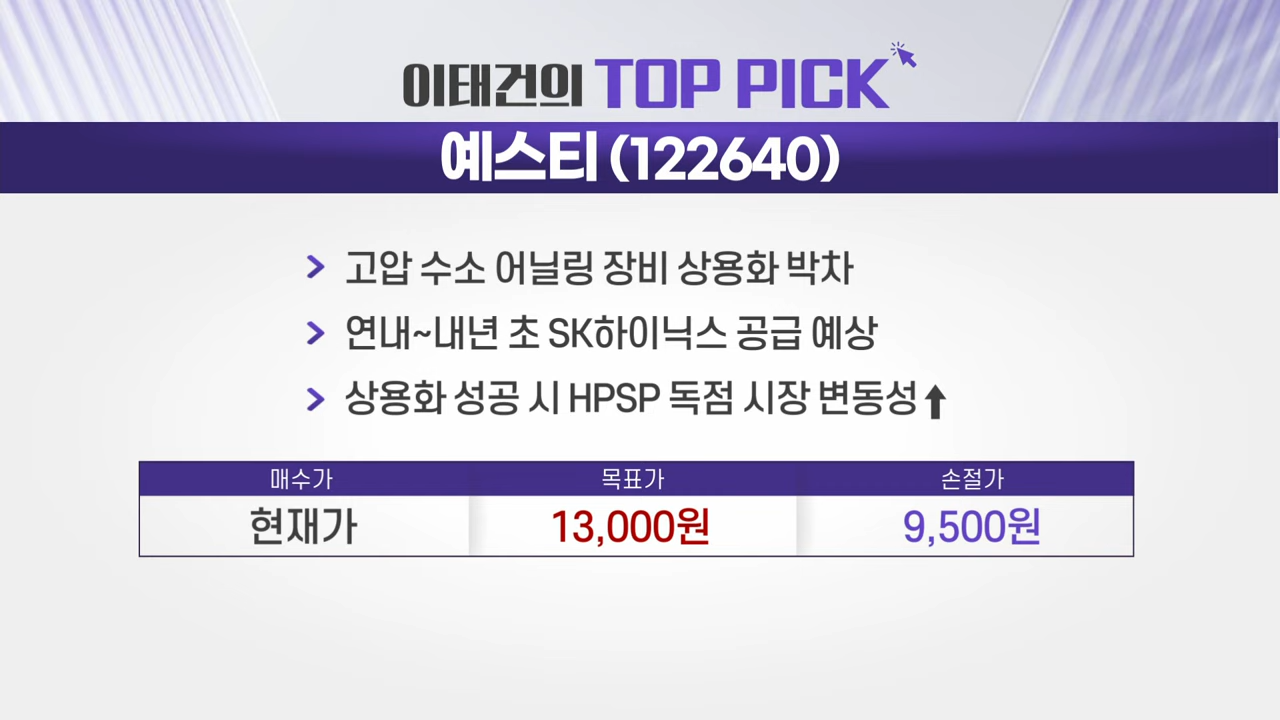 이태건의 TOP PICK
예스티 (122640)
> 고압 수소 어닐링 장비 상용화 박차
> 연내~내년 초 SK하이닉스 공급 예상
> 상용화 성공 시 HPSP 독점 시장 변동성⬆
매수가 목표가 손절가
현재가 13,000원 9,500원